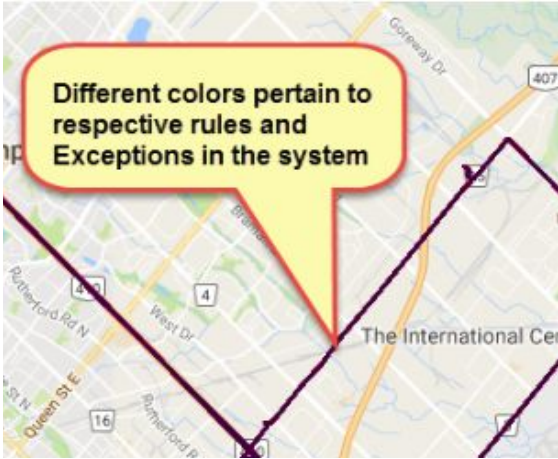 Goreway Dr
407
Different colors pertain to
respective rules and
Exceptions in the system
4
Rutherford Rd N
West Dr
The International Ce
Queen St E
16
Rutherford R